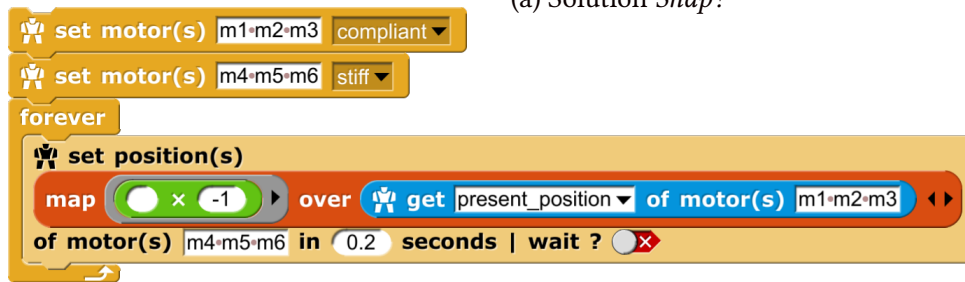 (a) Solution Snap!
set motor(s) m1•m2•m3 compliant
set motor(s) m4•m5•m6 stiff
forever
set position(s)
map × -1 over get present_position of motor(s) m1•m2•m3
of motor(s) m4•m5•m6 in 0.2 seconds | wait ?